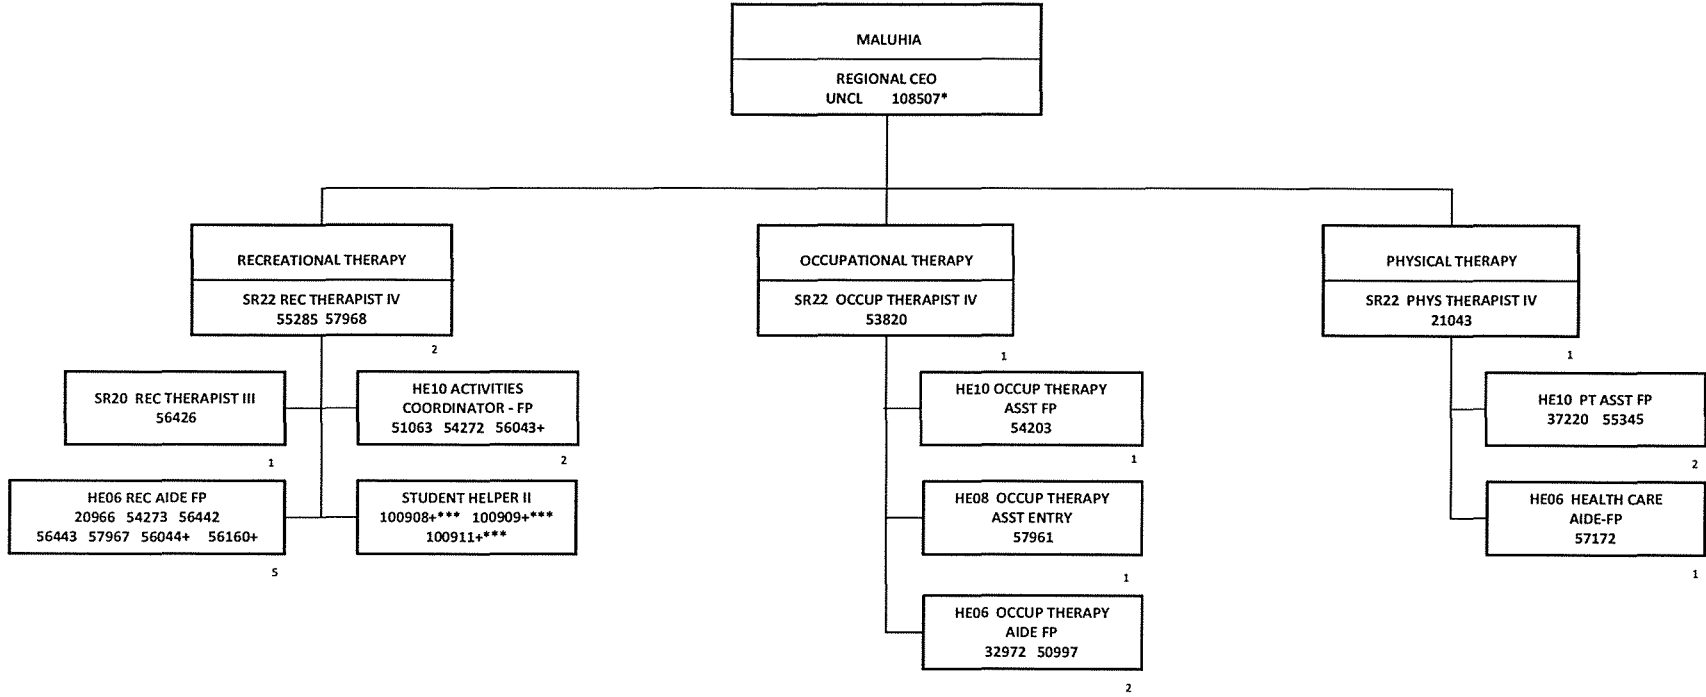 MALUHIA
REGIONAL CEO
UNCL 108507*
RECREATIONAL THERAPY
SR22 REC THERAPIST IV
55285 57968
2
SR20 REC THERAPIST III
56426
1
HE10 ACTIVITIES
COORDINATOR - FP
51063 54272 56043+
2
HE06 REC AIDE FP
20966 54273 56442
56443 57967 56044+ 56160+
5
STUDENT HELPER II
100908+*** 100909+***
100911+***
OCCUPATIONAL THERAPY
SR22 OCCUP THERAPIST IV
53820
1
HE10 OCCUP THERAPY
ASST FP
54203
1
HE08 OCCUP THERAPY
ASST ENTRY
57961
1
HE06 OCCUP THERAPY
AIDE FP
32972 50997
2
PHYSICAL THERAPY
SR22 PHYS THERAPIST IV
21043
1
HE10 PT ASST FP
37220 55345
2
HE06 HEALTH CARE
AIDE-FP
57172
1